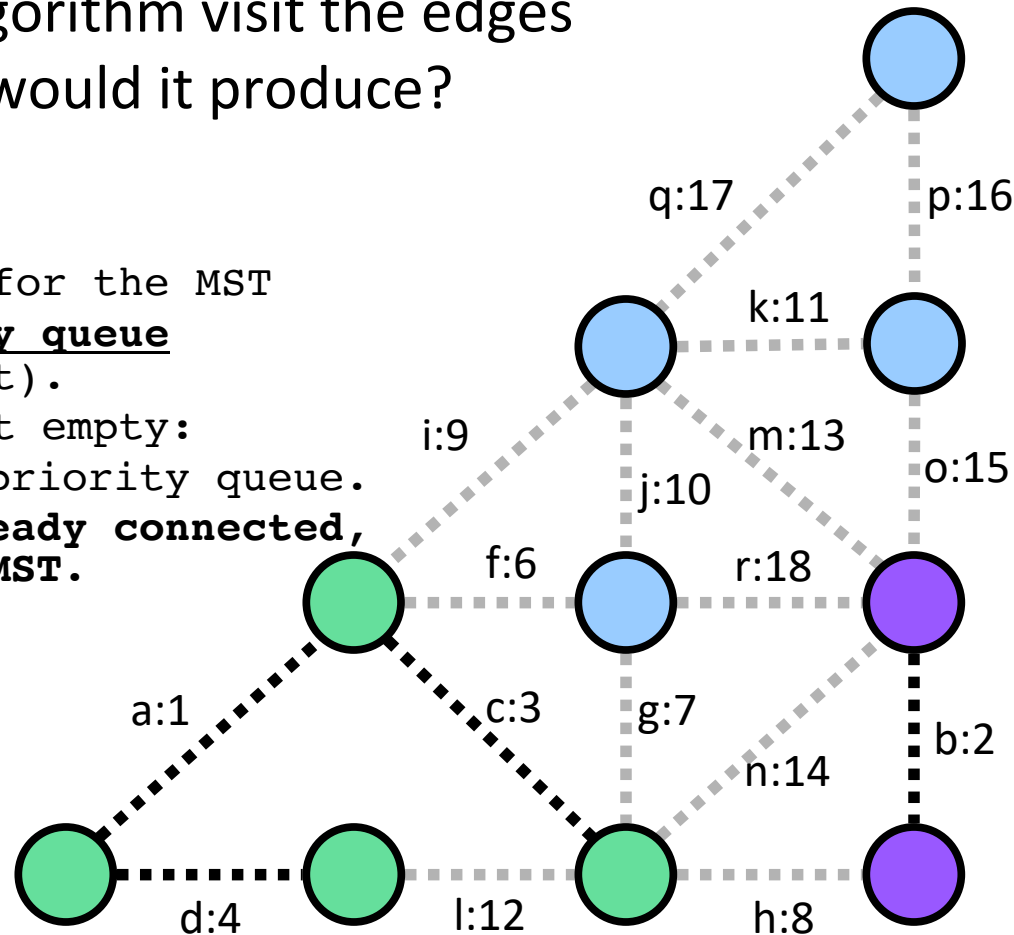 gorithm visit the edges
would it produce?
q:17
p:16
for the MST
y queue
k:11
t).
t empty:
i:9
m:13
priority queue.
j:10
o:15
eady connected,
MST.
f:6
r:18
a:1
c:3
g:7
b:2
n:14
d:4
l:12
h:8